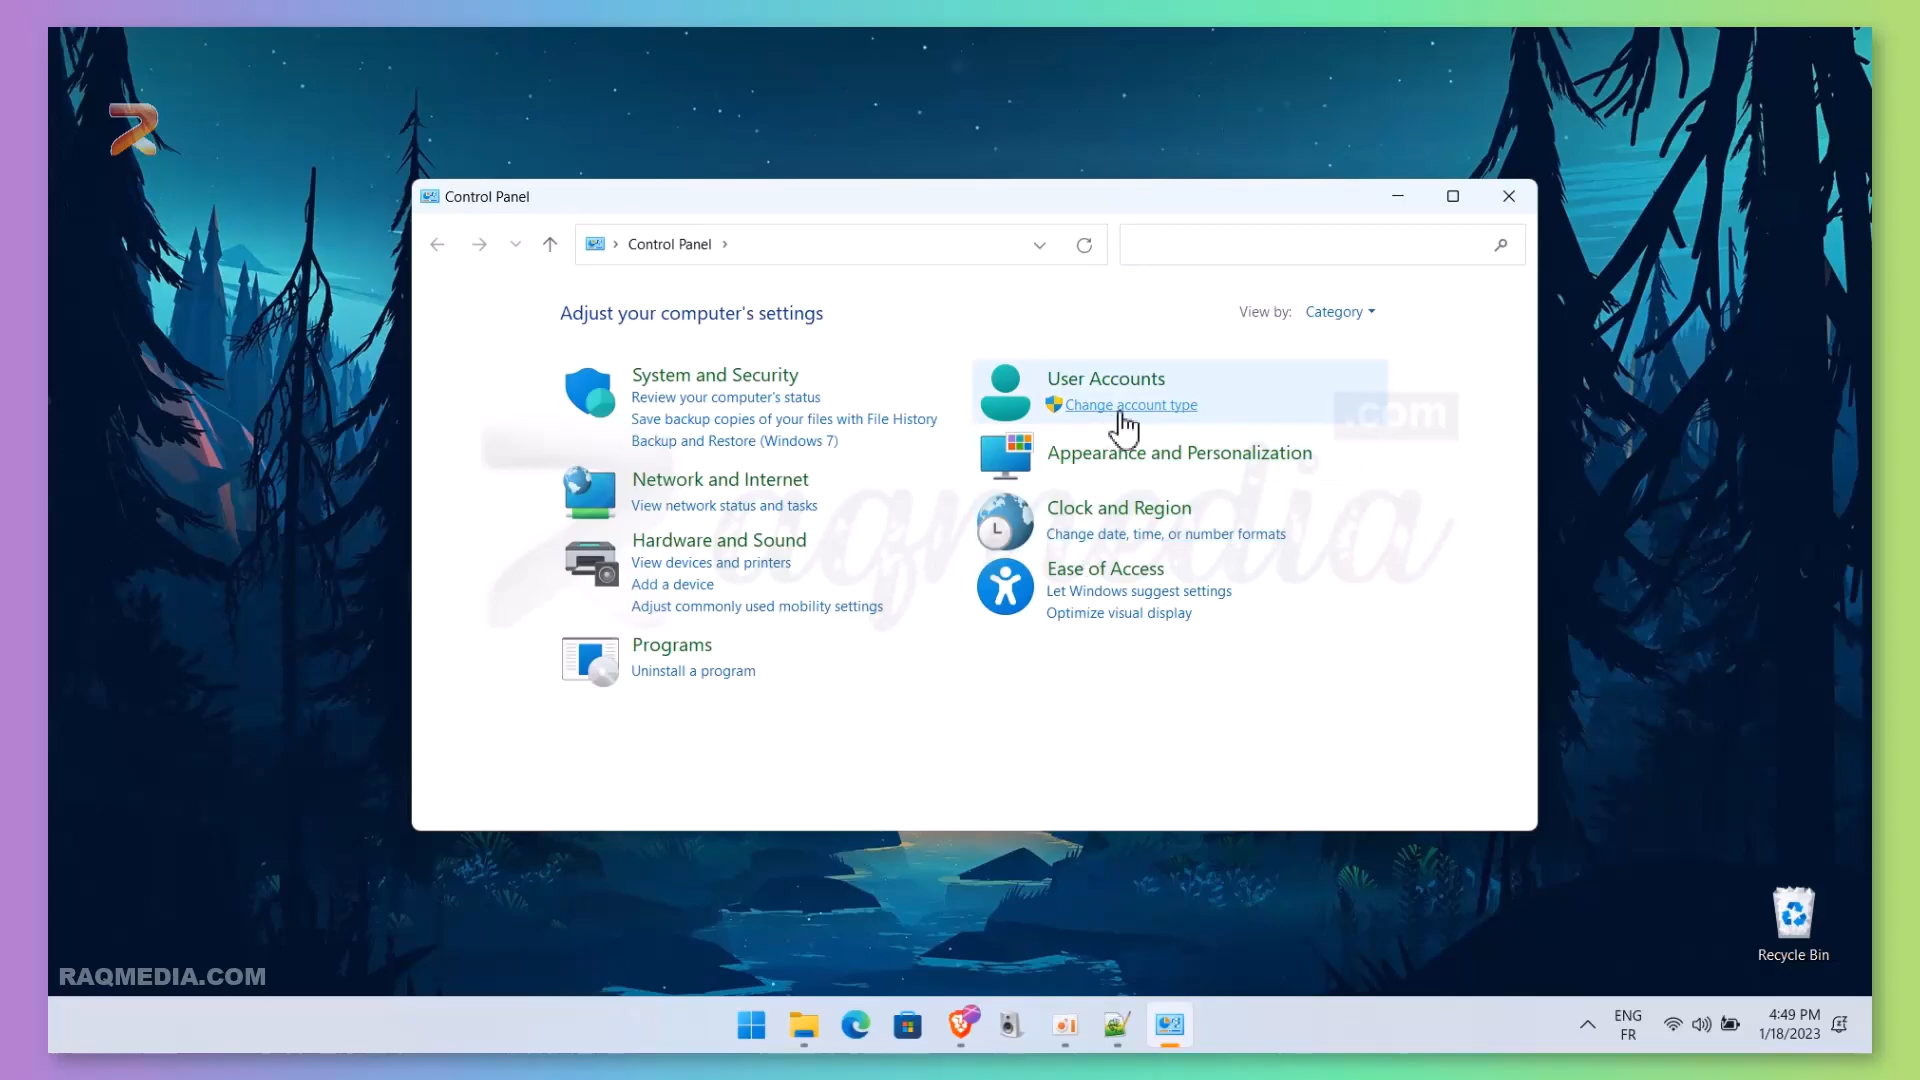 Control Panel
Control Panel
Adjust your computer's settings
View by: Category
System and Security
Review your computer's status
Save backup copies of your files with File History
Backup and Restore (Windows 7)
Network and Internet
View network status and tasks
Hardware and Sound
View devices and printers
Add a device
Adjust commonly used mobility settings
Programs
Uninstall a program
User Accounts
Change account type
Appearance and Personalization
Clock and Region
Change date, time, or number formats
Ease of Access
Let Windows suggest settings
Optimize visual display
.com
Raqmedia
Recycle Bin
RAQMEDIA.COM
ENG
FR
4:49 PM
1/18/2023